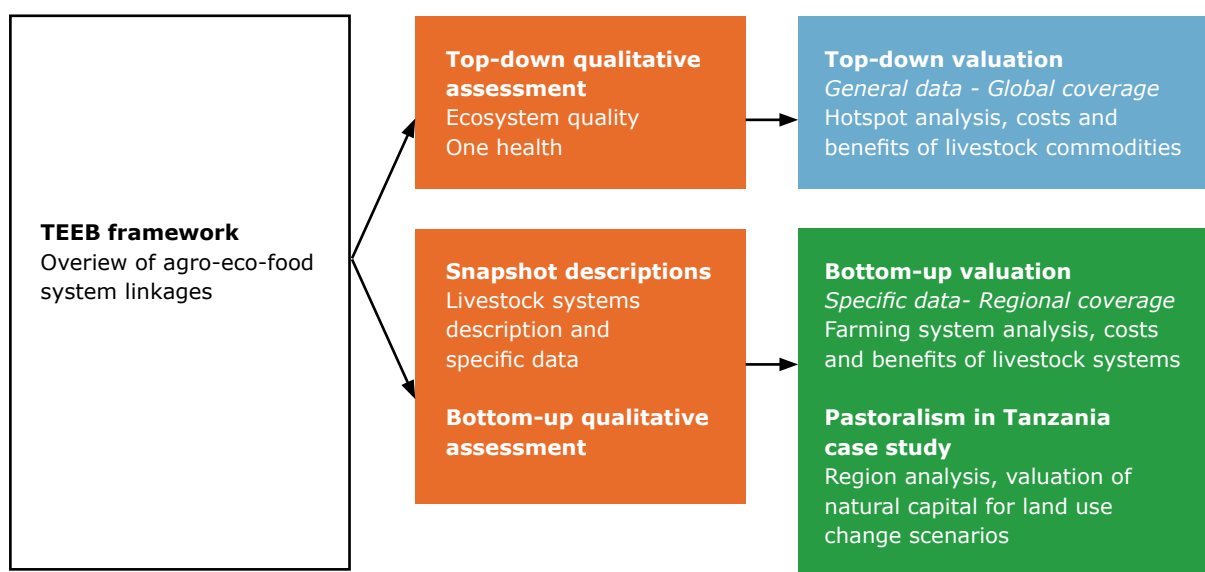 TEEB framework
Overiew of agro-eco-food
system linkages
Top-down qualitative
assessment
Ecosystem quality
One health
Top-down valuation
General data - Global coverage
Hotspot analysis, costs and
benefits of livestock commodities
Snapshot descriptions
Livestock systems
description and
specific data
Bottom-up qualitative
assessment
Bottom-up valuation
Specific data- Regional coverage
Farming system analysis, costs
and benefits of livestock systems
Pastoralism in Tanzania
case study
Region analysis, valuation of
natural capital for land use
change scenarios